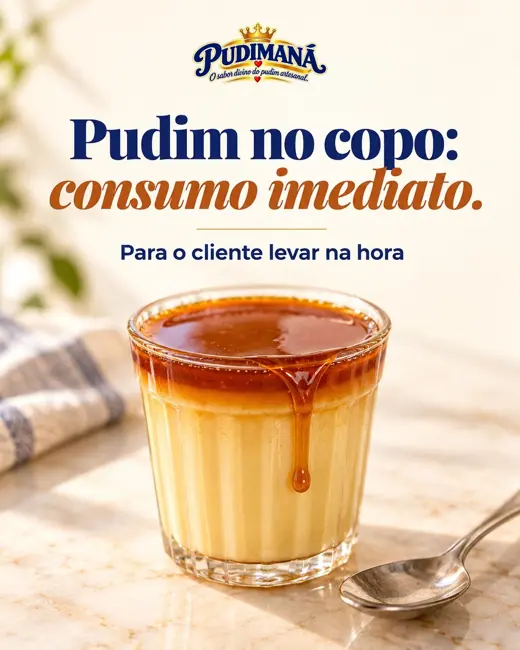 PUDIMANÁ
O sabor divino do pudim artesanal.
Pudim no copo:
consumo imediato.
Para o cliente levar na hora